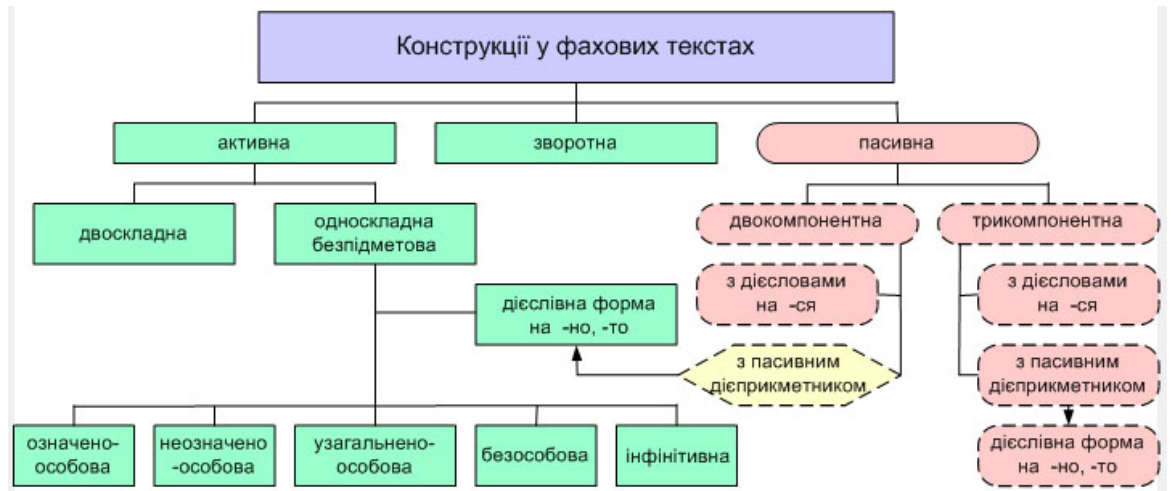 Конструкції у фахових текстах
активна
зворотна
пасивна
двоскладна
односкладна
безпідметова
двокомпонентна
трикомпонентна
дієслівна форма
на -но, -то
з дієсловами
на -ся
з дієсловами
на -ся
з пасивним
дієприкметником
з пасивним
дієприкметником
означено-
особова
неозначено
-особова
узагальнено-
особова
безособова
інфінітивна
дієслівна форма
на -но, -то